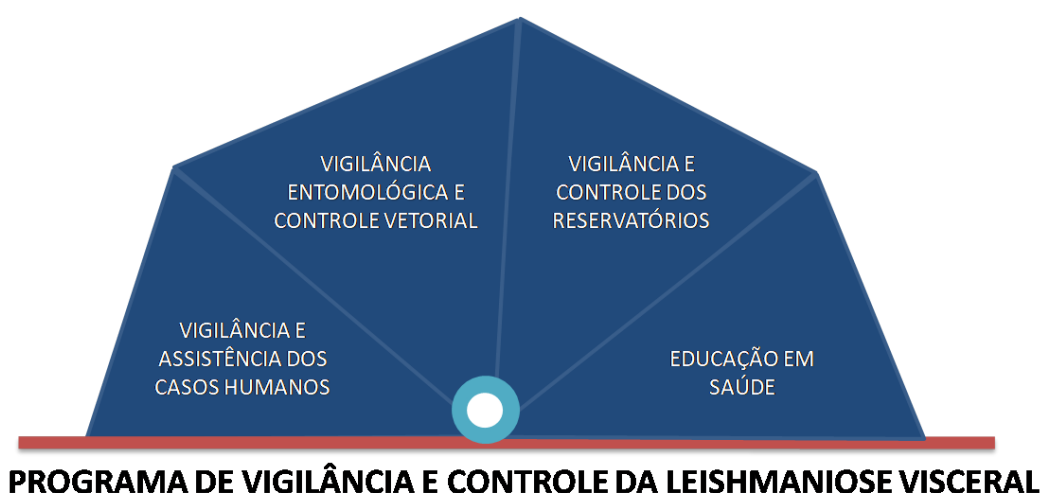 VIGILÂNCIA
ENTOMOLÓGICA E
CONTROLE VETORIAL
VIGILÂNCIA E
CONTROLE DOS
RESERVATÓRIOS
VIGILÂNCIA E
ASSISTÊNCIA DOS
CASOS HUMANOS
EDUCAÇÃO EM
SAÚDE
PROGRAMA DE VIGILÂNCIA E CONTROLE DA LEISHMANIOSE VISCERAL